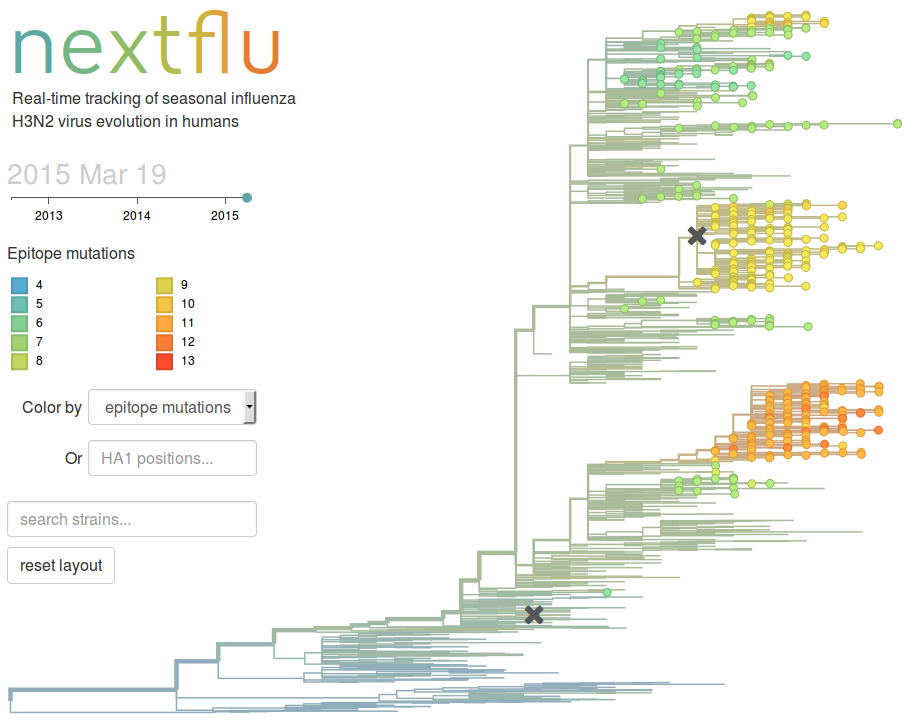 nextflu
Real-time tracking of seasonal influenza
H3N2 virus evolution in humans
2015 Mar 19
2013 2014 2015
Epitope mutations
4 9
5 10
6 11
7 12
8 13
Color by epitope mutations
Or HA1 positions...
search strains...
reset layout